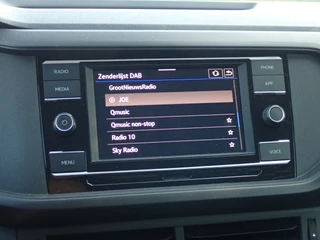 Zenderlijst DAB
RADIO
PHONE
GrootNieuwsRadio
MEDIA
JOE
APP
Qmusic
Qmusic non-stop
Radio 10
MENU
Sky Radio
VOICE